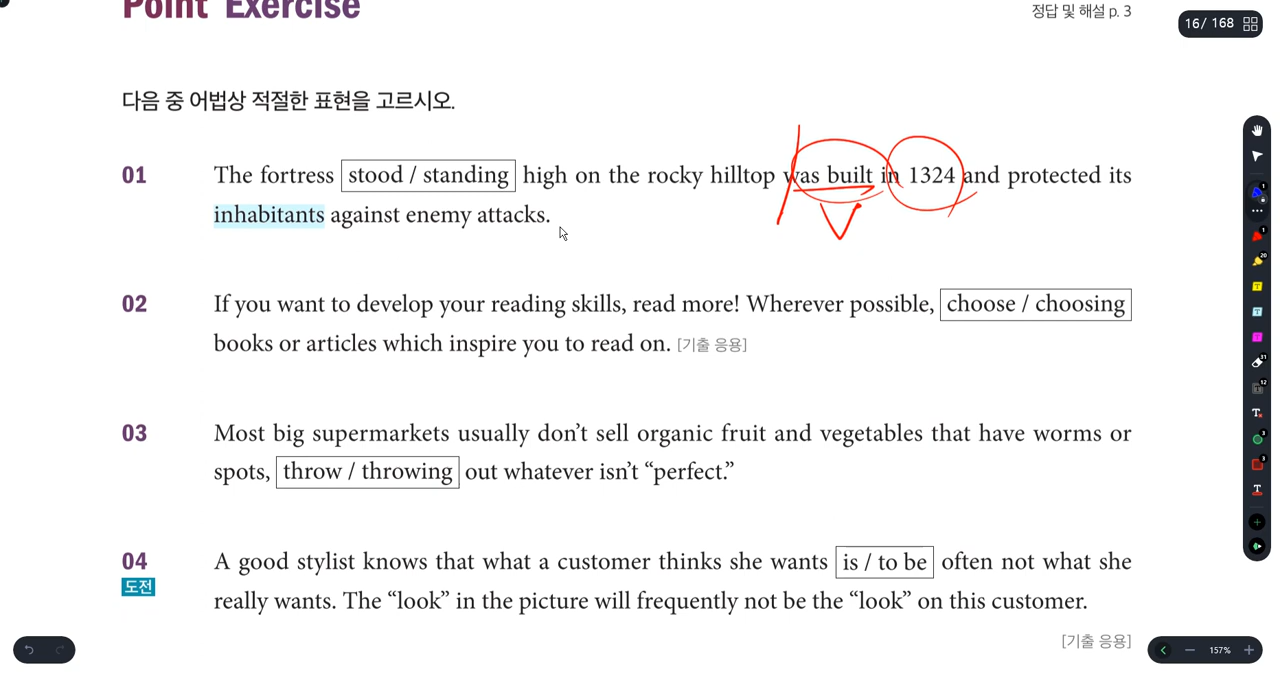 Point Exercise
정답 및 해설 p. 3
16/ 168
다음 중 어법상 적절한 표현을 고르시오.
01 The fortress stood / standing high on the rocky hilltop was built in 1324 and protected its
inhabitants against enemy attacks.
02 If you want to develop your reading skills, read more! Wherever possible, choose / choosing
books or articles which inspire you to read on. [기출 응용]
03 Most big supermarkets usually don't sell organic fruit and vegetables that have worms or
spots, throw / throwing out whatever isn't “perfect.”
04 A good stylist knows that what a customer thinks she wants is / to be often not what she
도전 really wants. The “look” in the picture will frequently not be the “look” on this customer.
[기출 응용]
157%